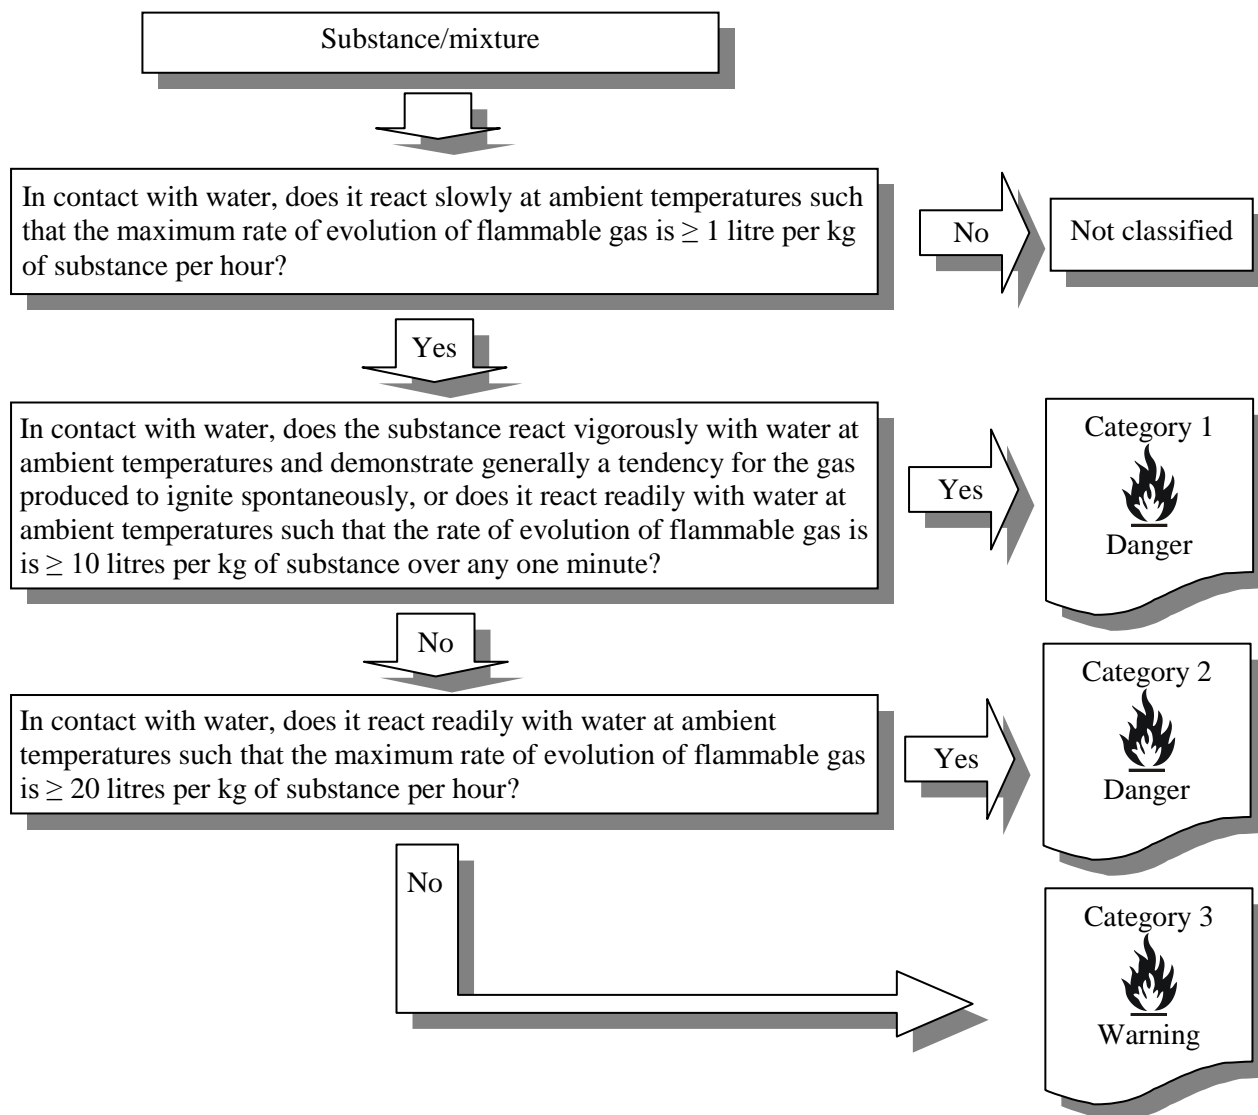 Substance/mixture
In contact with water, does it react slowly at ambient temperatures such
that the maximum rate of evolution of flammable gas is ≥ 1 litre per kg
of substance per hour?
No
Not classified
Yes
In contact with water, does the substance react vigorously with water at
ambient temperatures and demonstrate generally a tendency for the gas
produced to ignite spontaneously, or does it react readily with water at
ambient temperatures such that the rate of evolution of flammable gas is
is ≥ 10 litres per kg of substance over any one minute?
Yes
Category 1
Danger
No
In contact with water, does it react readily with water at ambient
temperatures such that the maximum rate of evolution of flammable gas
is ≥ 20 litres per kg of substance per hour?
Yes
Category 2
Danger
No
Category 3
Warning